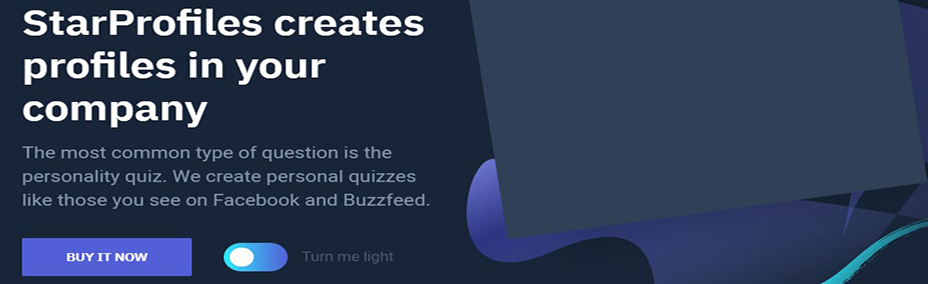 StarProfiles creates
profiles in your
company
The most common type of question is the
personality quiz. We create personal quizzes
like those you see on Facebook and Buzzfeed.
BUY IT NOW
Turn me light